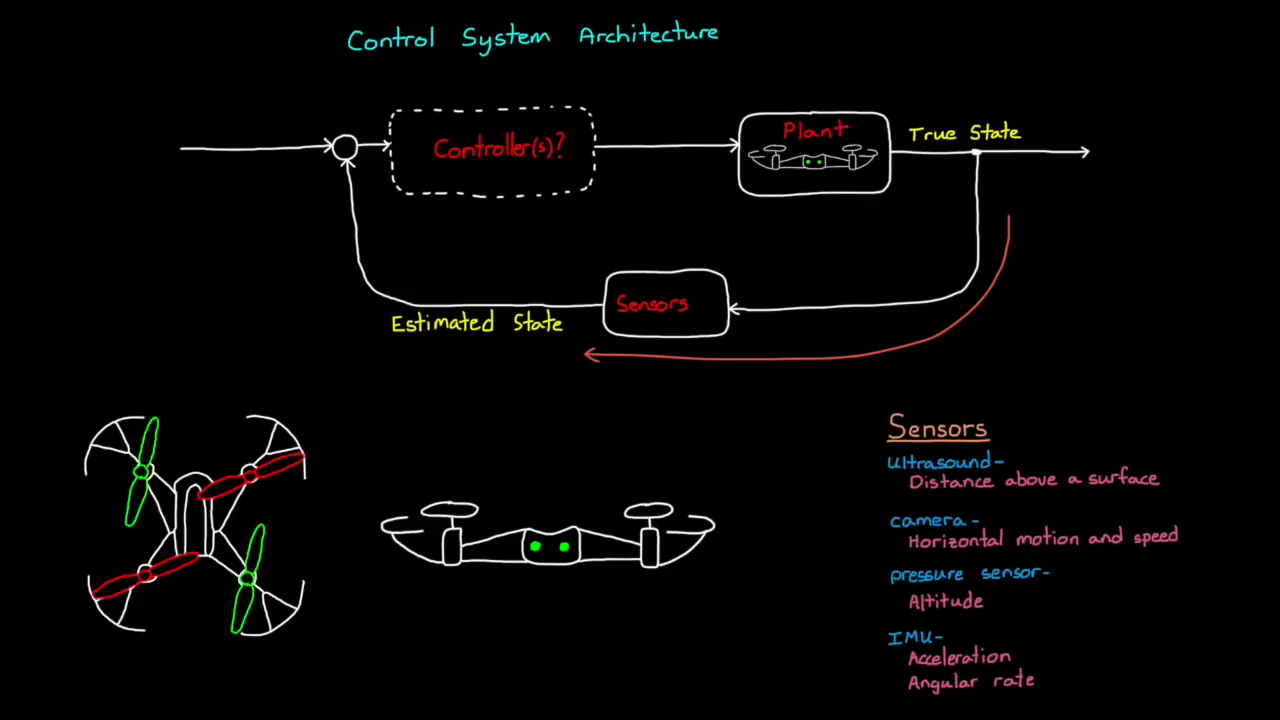 Control System Architecture
Controller(s)?
Plant
True State
Sensors
Estimated State
Sensors
Ultrasound-
Distance above a surface
camera-
Horizontal motion and speed
pressure sensor-
Altitude
IMU-
Acceleration
Angular rate